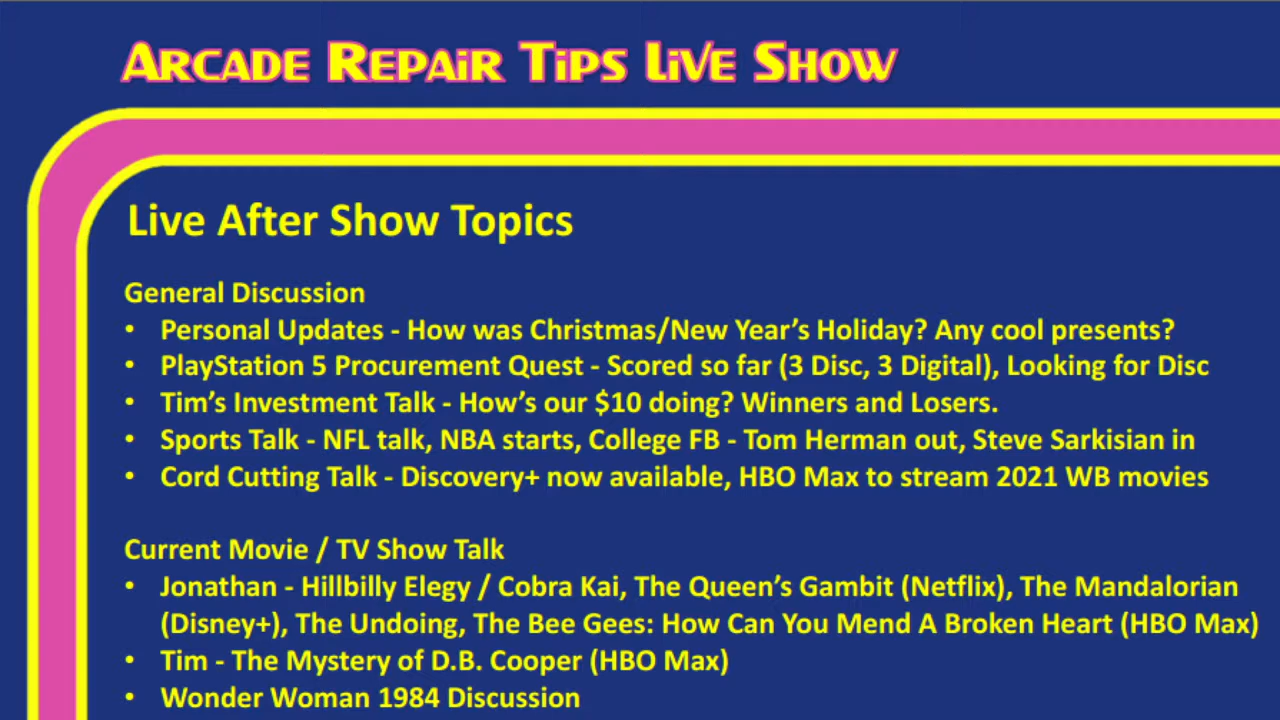 ARCADE REPAiR TiPS LiVE SHOW
Live After Show Topics
General Discussion
• Personal Updates - How was Christmas/New Year’s Holiday? Any cool presents?
• PlayStation 5 Procurement Quest - Scored so far (3 Disc, 3 Digital), Looking for Disc
• Tim’s Investment Talk - How’s our $10 doing? Winners and Losers.
• Sports Talk - NFL talk, NBA starts, College FB - Tom Herman out, Steve Sarkisian in
• Cord Cutting Talk - Discovery+ now available, HBO Max to stream 2021 WB movies
Current Movie / TV Show Talk
• Jonathan - Hillbilly Elegy / Cobra Kai, The Queen’s Gambit (Netflix), The Mandalorian
(Disney+), The Undoing, The Bee Gees: How Can You Mend A Broken Heart (HBO Max)
• Tim - The Mystery of D.B. Cooper (HBO Max)
• Wonder Woman 1984 Discussion